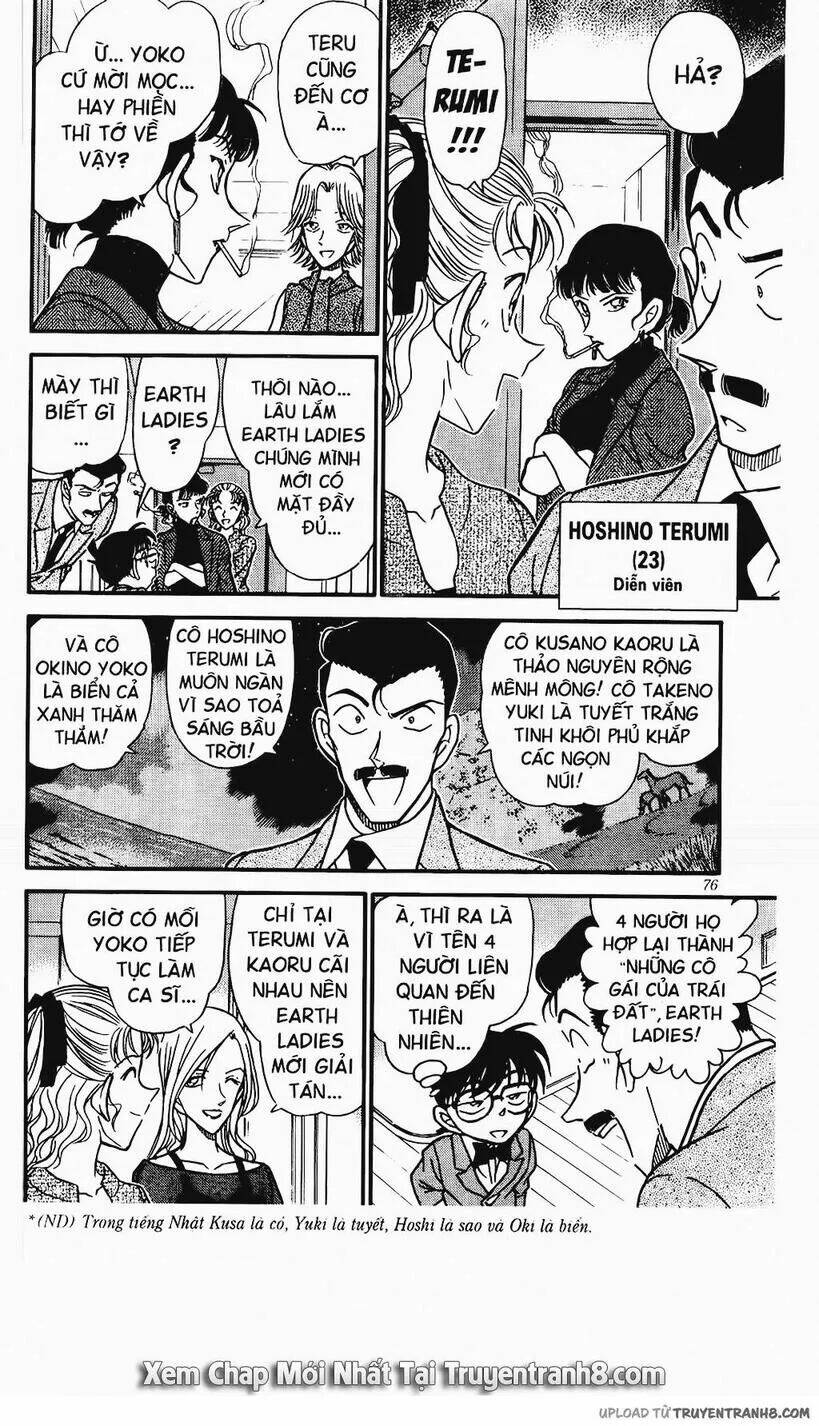 HẢ?
TE-
RUMI
!!!
HOSHINO TERUMI
(23)
Diễn viên
TERU
CŨNG
ĐẾN CƠ
À...
Ừ... YOKO
CỨ MỜI MỌC...
HAY PHIỀN
THÌ TỚ VỀ
VẬY?
THÔI NÀO...
LÂU LẮM
EARTH LADIES
CHÚNG MÌNH
MỚI CÓ
MẶT ĐẦY
ĐỦ...
EARTH
LADIES
?
MÀY THÌ
BIẾT GÌ
...
CÔ KUSANO KAORU LÀ
THẢO NGUYÊN RỘNG
MÊNH MÔNG! CÔ TAKENO
YUKI LÀ TUYẾT TRẮNG
TINH KHÔI PHỦ KHẮP
CÁC NGỌN
NÚI!
CÔ HOSHINO
TERUMI LÀ
MUÔN NGÀN
VÌ SAO TOẢ
SÁNG BẦU
TRỜI!
VÀ CÔ
OKINO YOKO
LÀ BIỂN CẢ
XANH THĂM
THẲM!
76
4 NGƯỜI HỌ
HỢP LẠI THÀNH
"NHỮNG CÔ
GÁI CỦA TRÁI
ĐẤT", EARTH
LADIES!
À, THÌ RA LÀ
VÌ TÊN 4
NGƯỜI LIÊN
QUAN ĐẾN
THIÊN
NHIÊN...
CHỈ TẠI
TERUMI VÀ
KAORU CÃI
NHAU NÊN
EARTH
LADIES
MỚI GIẢI
TÁN...
GIỜ CÓ MỖI
YOKO TIẾP
TỤC LÀM
CA SĨ...
*(ND) Trong tiếng Nhật Kusa là cỏ, Yuki là tuyết, Hoshi là sao và Oki là biển.
Xem Chap Mới Nhất Tại Truyentranh8.com
UPLOAD TỪ TRUYENTRANH8.COM